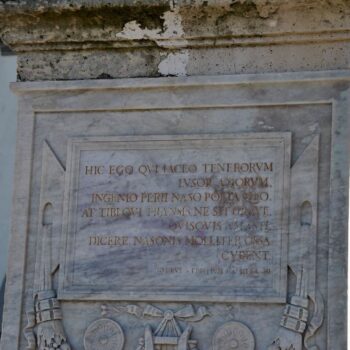 HIC EGO QVI IACEO TENERORVM
LVSOR AMORVM
INGENIO PERII NASO POETA MEO.
AT TIBI QVI TRANSIS NE SIT GRAVE
QVISQVIS AMASTI
DICERE NASONIS MOLLITER OSSA
CVBENT